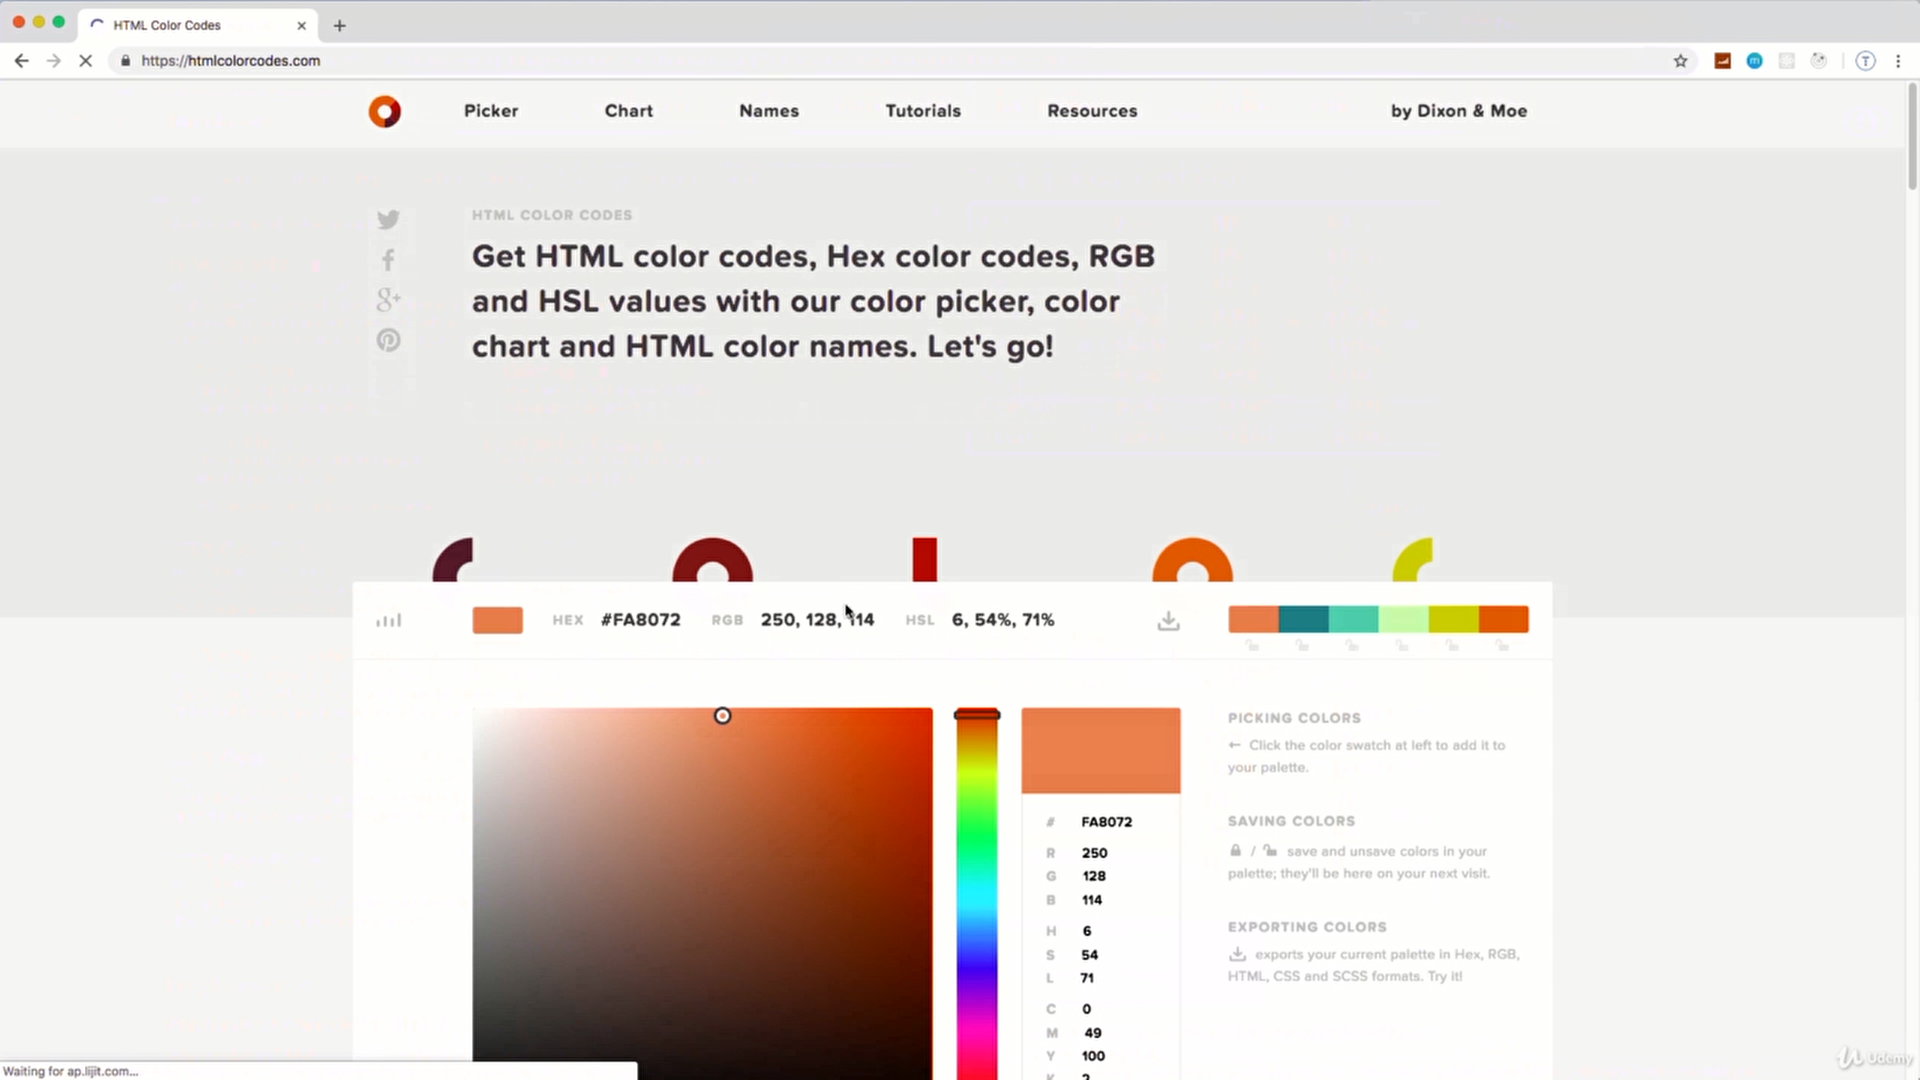 HTML Color Codes
https://htmlcolorcodes.com
Picker Chart Names Tutorials Resources by Dixon & Moe
HTML COLOR CODES
Get HTML color codes, Hex color codes, RGB
and HSL values with our color picker, color
chart and HTML color names. Let's go!
HEX #FA8072 RGB 250, 128, 114 HSL 6, 54%, 71%
PICKING COLORS
← Click the color swatch at left to add it to
your palette.
# FA8072
R 250
G 128
B 114
H 6
S 54
L 71
C 0
M 49
Y 100
K 2
SAVING COLORS
/ save and unsave colors in your
palette; they'll be here on your next visit.
EXPORTING COLORS
exports your current palette in Hex, RGB,
HTML, CSS and SCSS formats. Try it!
Waiting for ap.lijit.com...
Udemy